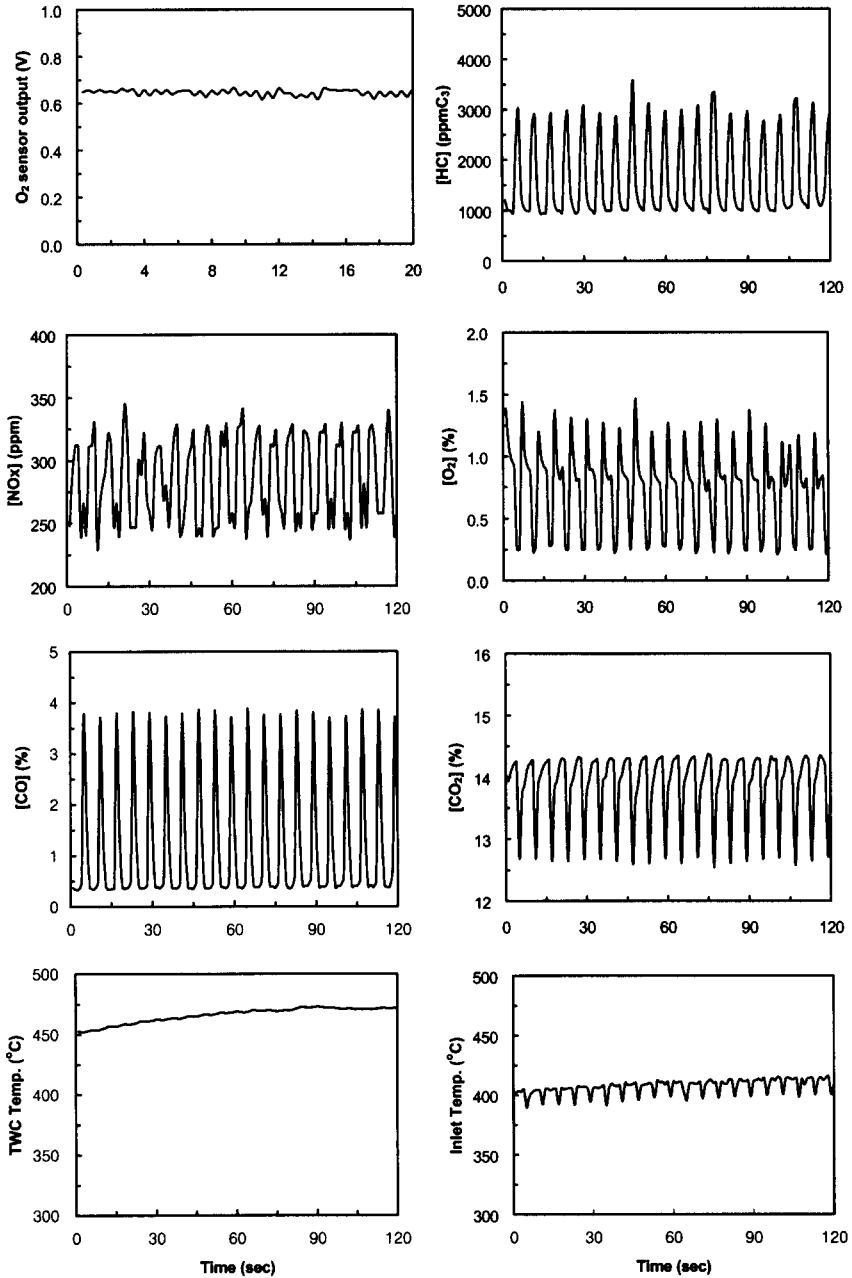 1.0
0.8
0.6
0.4
0.2
0.0
O₂ sensor output (V)
0 4 8 12 16 20
5000
4000
3000
2000
1000
0
[HC] (ppmC₃)
0 30 60 90 120
400
350
300
250
200
[NOx] (ppm)
0 30 60 90 120
2.0
1.5
1.0
0.5
0.0
[O₂] (%)
0 30 60 90 120
5
4
3
2
1
0
[CO] (%)
0 30 60 90 120
16
15
14
13
12
[CO₂] (%)
0 30 60 90 120
500
450
400
350
300
TWC Temp. (°C)
0 30 60 90 120
Time (sec)
500
450
400
350
300
Inlet Temp. (°C)
0 30 60 90 120
Time (sec)